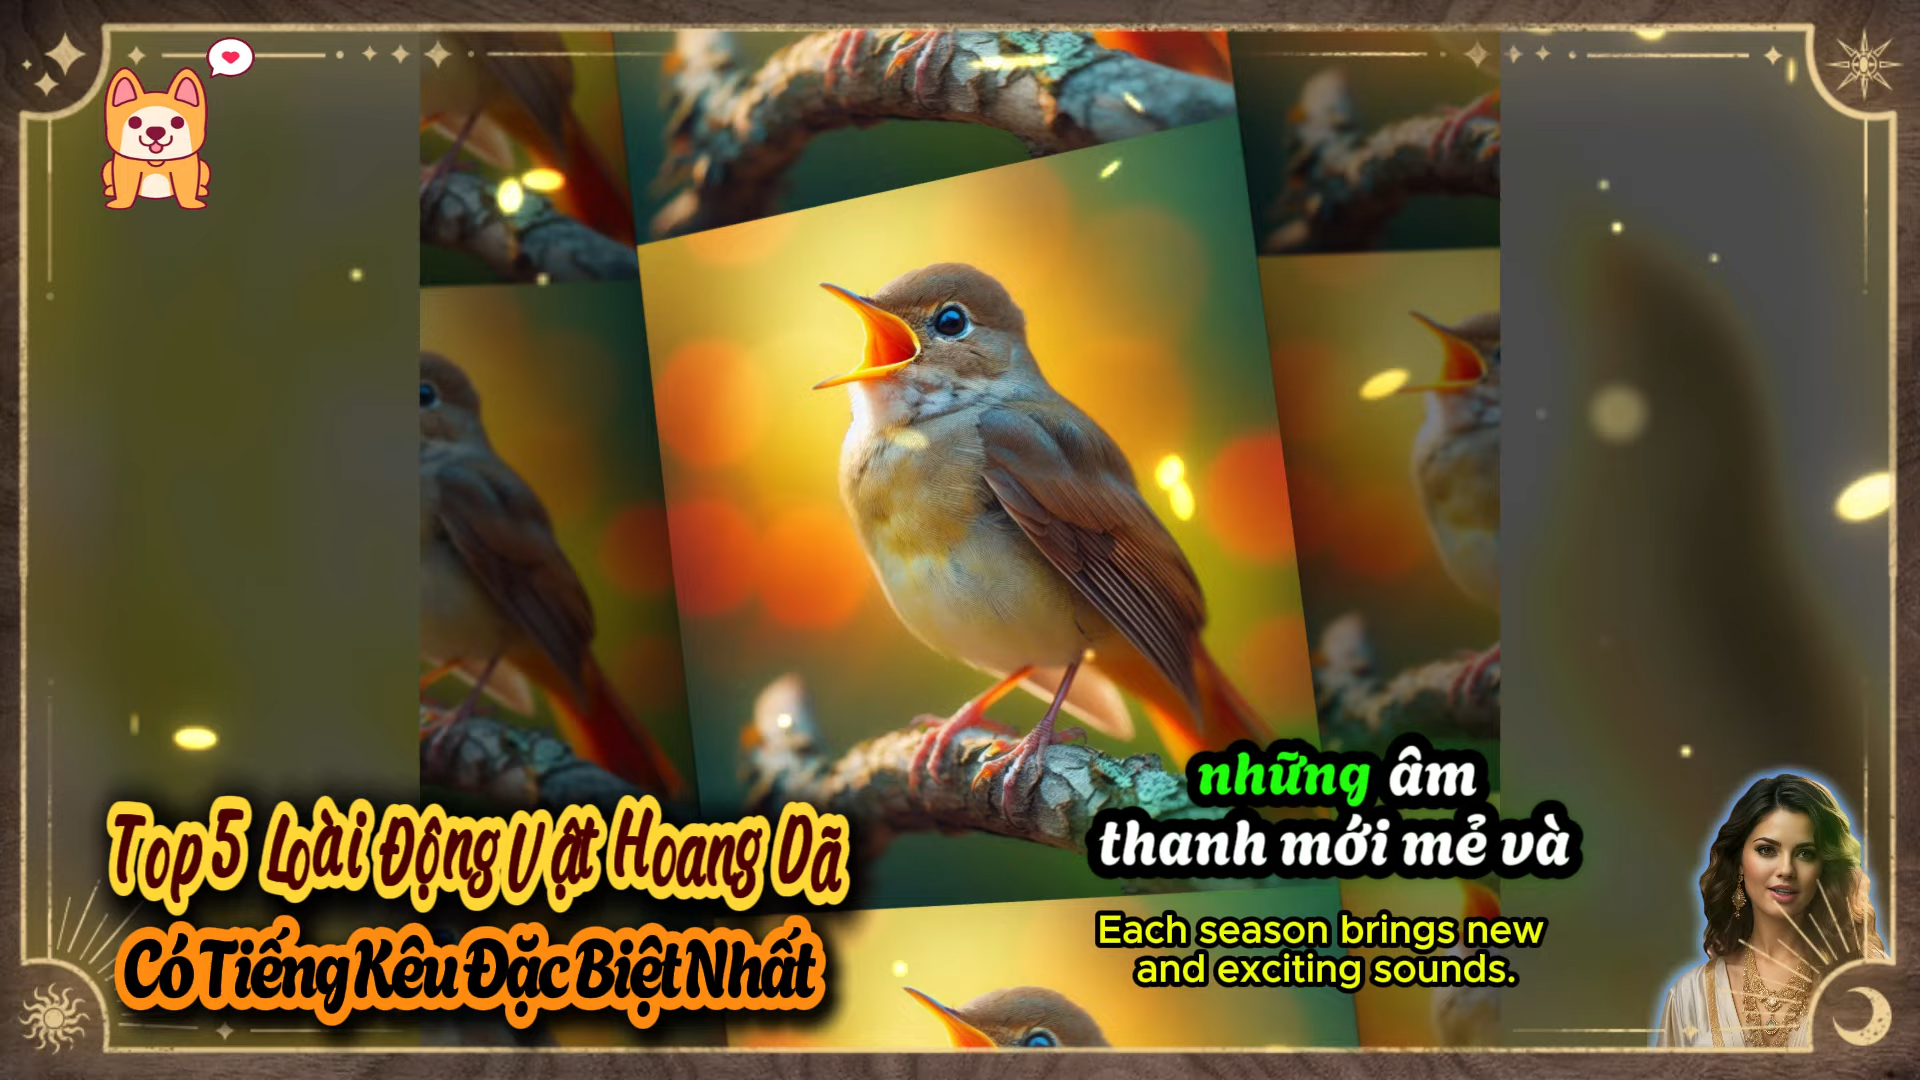 Top 5 Loài Động Vật Hoang Dã
Có Tiếng Kêu Đặc Biệt Nhất
những âm
thanh mới mẻ và
Each season brings new
and exciting sounds.